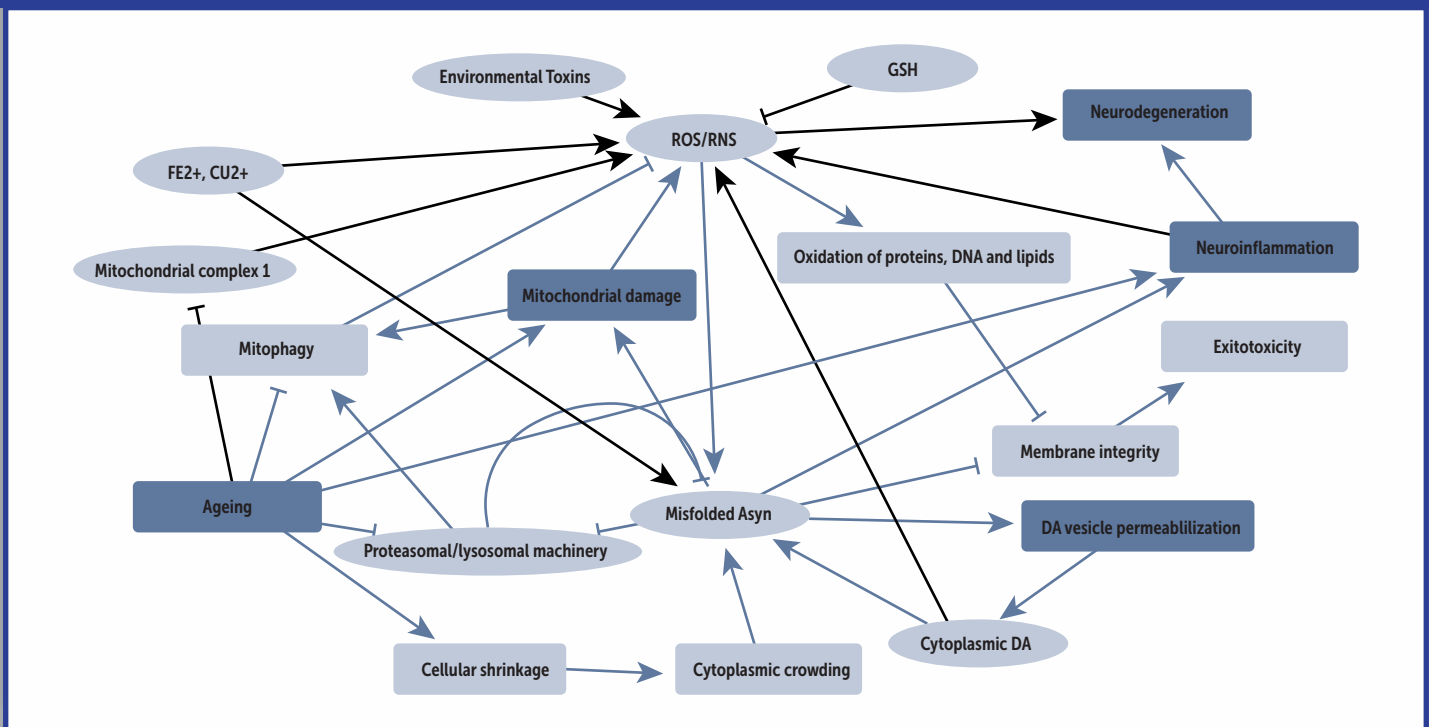 Environmental Toxins
GSH
Neurodegeneration
ROS/RNS
FE2+, CU2+
Neuroinflammation
Oxidation of proteins, DNA and lipids
Mitochondrial complex 1
Mitochondrial damage
Mitophagy
Exitotoxicity
Membrane integrity
Ageing
Misfolded Asyn
DA vesicle permeablilization
Proteasomal/lysosomal machinery
Cytoplasmic DA
Cellular shrinkage
Cytoplasmic crowding